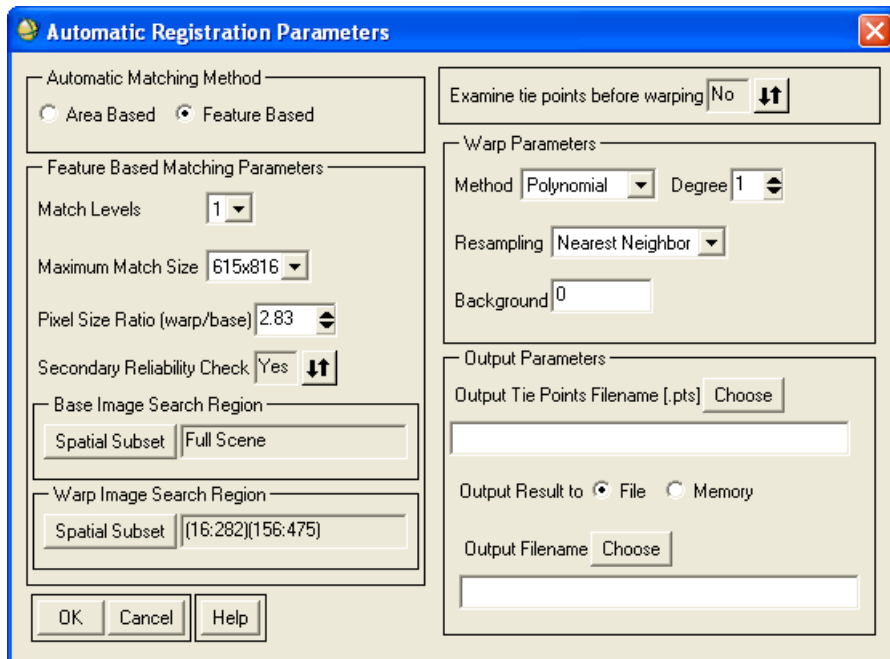 Automatic Registration Parameters
Automatic Matching Method
Area Based Feature Based
Feature Based Matching Parameters
Match Levels 1
Maximum Match Size 615x816
Pixel Size Ratio (warp/base) 2.83
Secondary Reliability Check Yes
Base Image Search Region
Spatial Subset Full Scene
Warp Image Search Region
Spatial Subset (16:282)(156:475)
OK Cancel Help
Examine tie points before warping No
Warp Parameters
Method Polynomial Degree 1
Resampling Nearest Neighbor
Background 0
Output Parameters
Output Tie Points Filename [.pts] Choose
Output Result to File Memory
Output Filename Choose